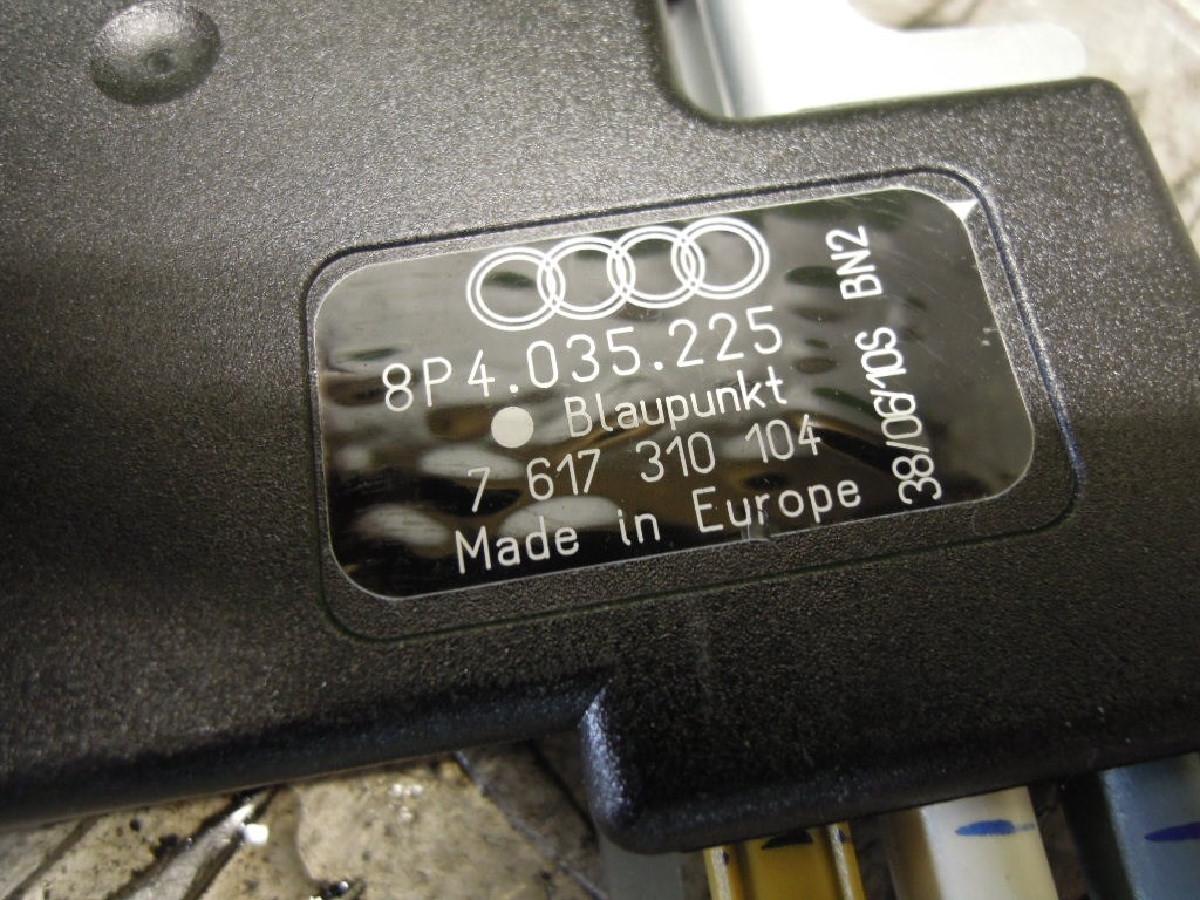 8P4.035.225
Blaupunkt
7 617 310 104
Made in Europe
38/06/10S BN2